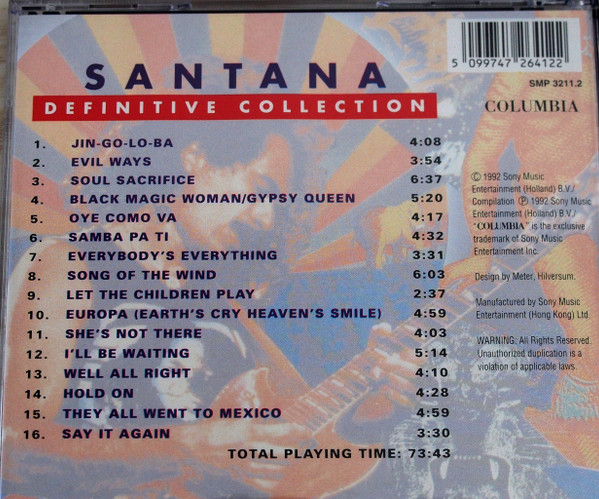 SANTANA
DEFINITIVE COLLECTION
1. JIN-GO-LO-BA 4:08
2. EVIL WAYS 3:54
3. SOUL SACRIFICE 6:37
4. BLACK MAGIC WOMAN/GYPSY QUEEN 5:20
5. OYE COMO VA 4:17
6. SAMBA PA TI 4:32
7. EVERYBODY'S EVERYTHING 3:31
8. SONG OF THE WIND 6:03
9. LET THE CHILDREN PLAY 2:37
10. EUROPA (EARTH'S CRY HEAVEN'S SMILE) 4:59
11. SHE'S NOT THERE 4:03
12. I'LL BE WAITING 5:14
13. WELL ALL RIGHT 4:10
14. HOLD ON 4:28
15. THEY ALL WENT TO MEXICO 4:59
16. SAY IT AGAIN 3:30
TOTAL PLAYING TIME: 73:43
5 099747 264122
SMP 3211.2
COLUMBIA
© 1992 Sony Music
Entertainment (Holland) B.V./
Compilation ℗ 1992 Sony Music
Entertainment (Holland) B.V./
"COLUMBIA" is the exclusive
trademark of Sony Music
Entertainment Inc.
Design by Meter, Hilversum.
Manufactured by Sony Music
Entertainment (Hong Kong) Ltd.
WARNING: All Rights Reserved.
Unauthorized duplication is a
violation of applicable laws.